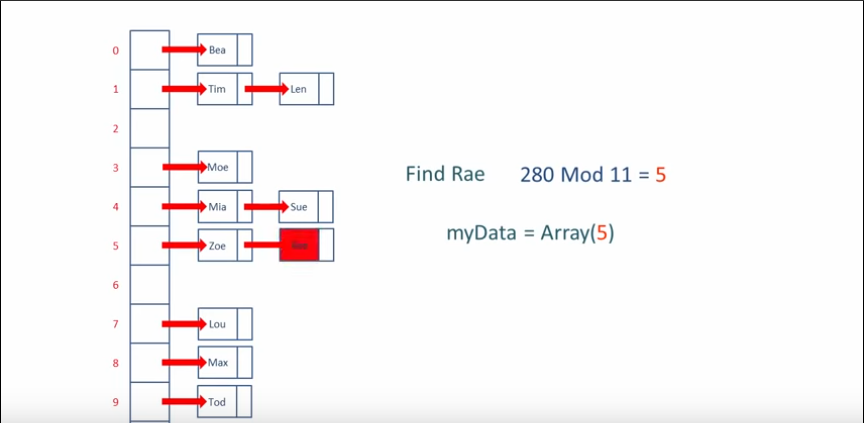 0 Bea
1 Tim Len
2
3 Moe
Find Rae 280 Mod 11 = 5
4 Mia Sue
myData = Array(5)
5 Zoe
6
7 Lou
8 Max
9 Tod